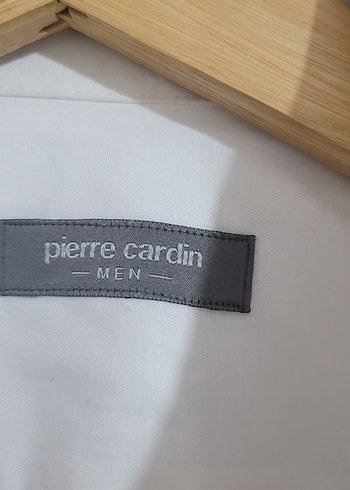 pierre cardin
— MEN —